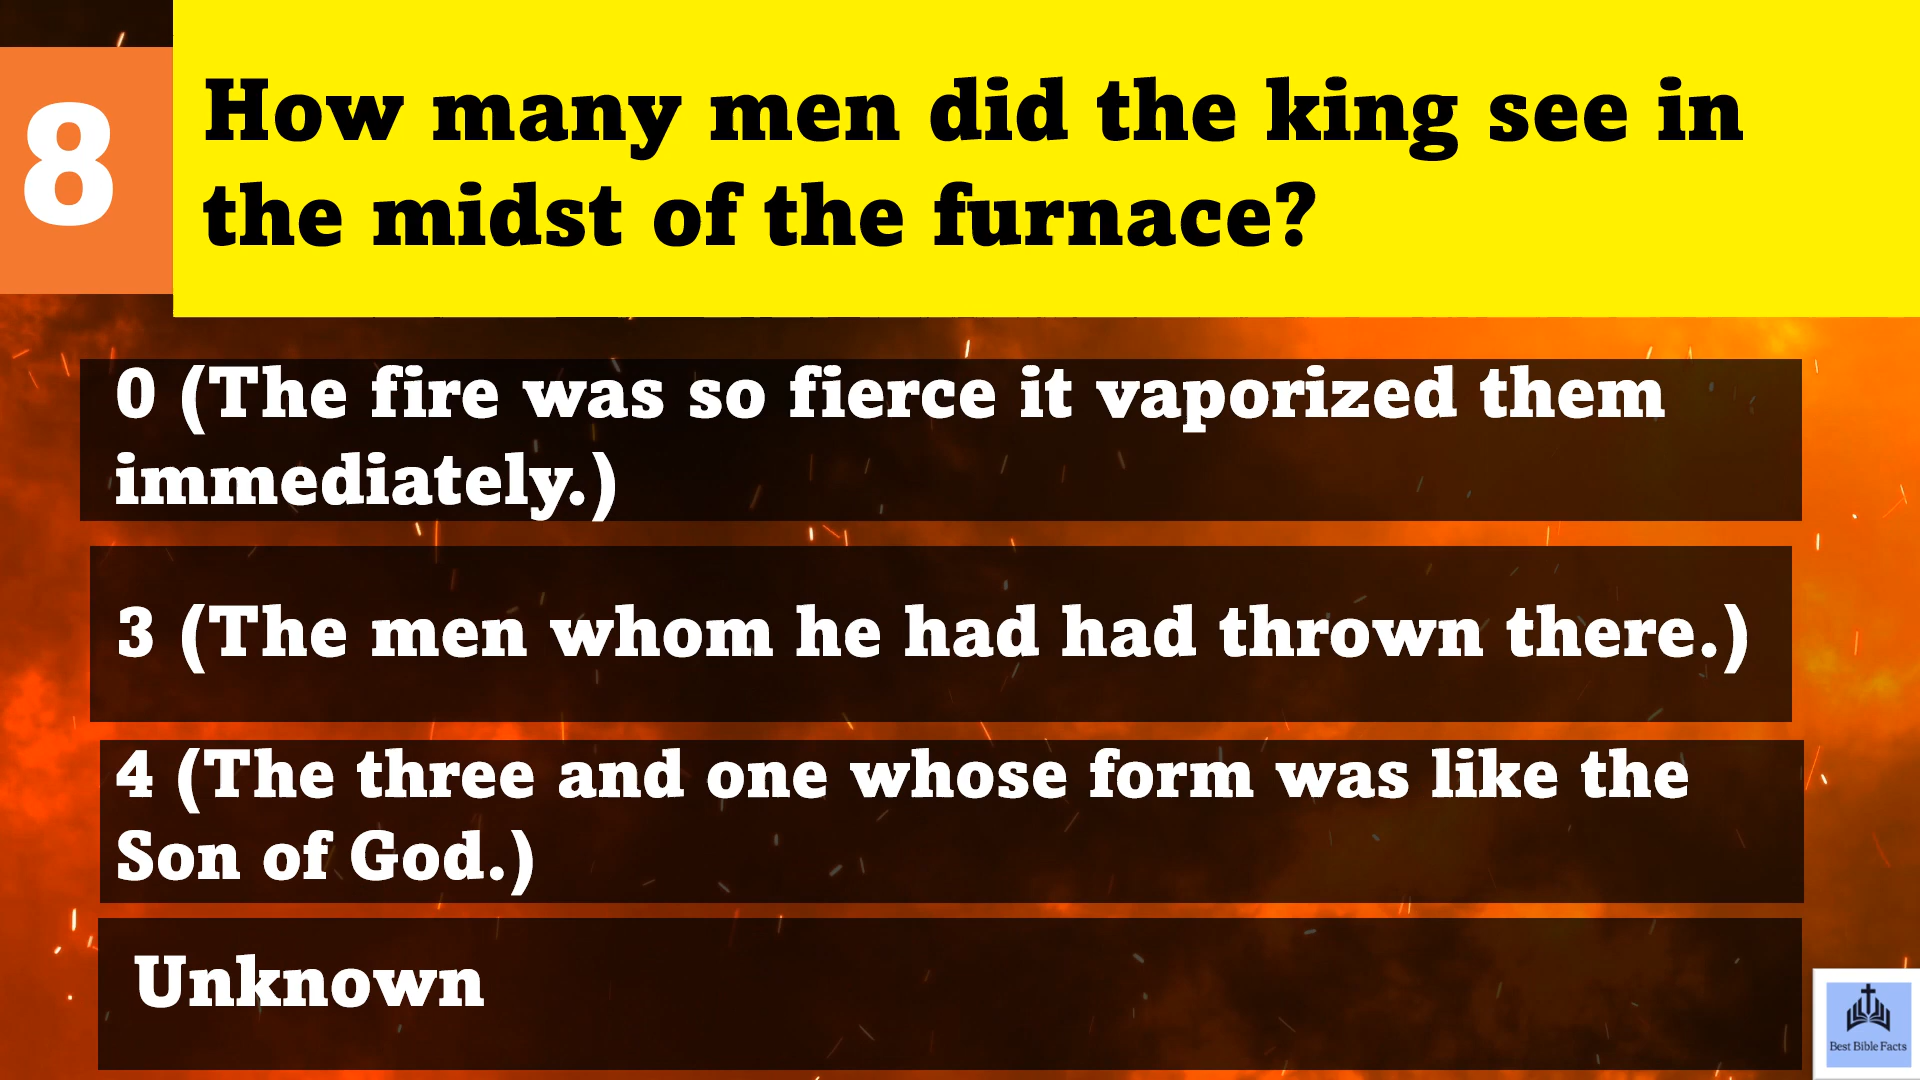 8
How many men did the king see in
the midst of the furnace?
0 (The fire was so fierce it vaporized them
immediately.)
3 (The men whom he had had thrown there.)
4 (The three and one whose form was like the
Son of God.)
Unknown
Best Bible Facts